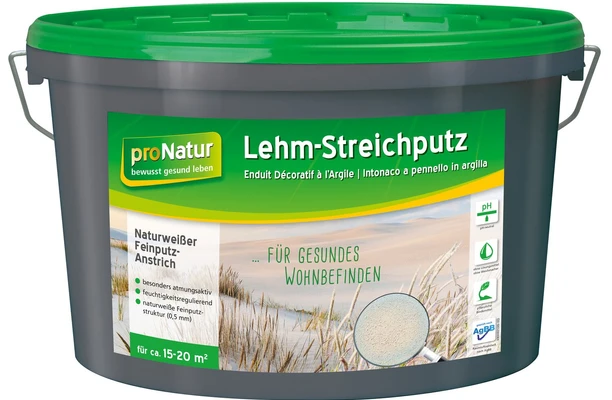 proNatur
bewusst gesund leben
Lehm-Streichputz
Enduit Décoratif à l'Argile | Intonaco a pennello in argilla
Naturweißer
Feinputz-
Anstrich
• besonders atmungsaktiv
• feuchtigkeitsregulierend
• naturweiße Feinputz-
struktur (0,5 mm)
für ca. 15-20 m²
... FÜR GESUNDES
WOHNBEFINDEN
pH
AgBB